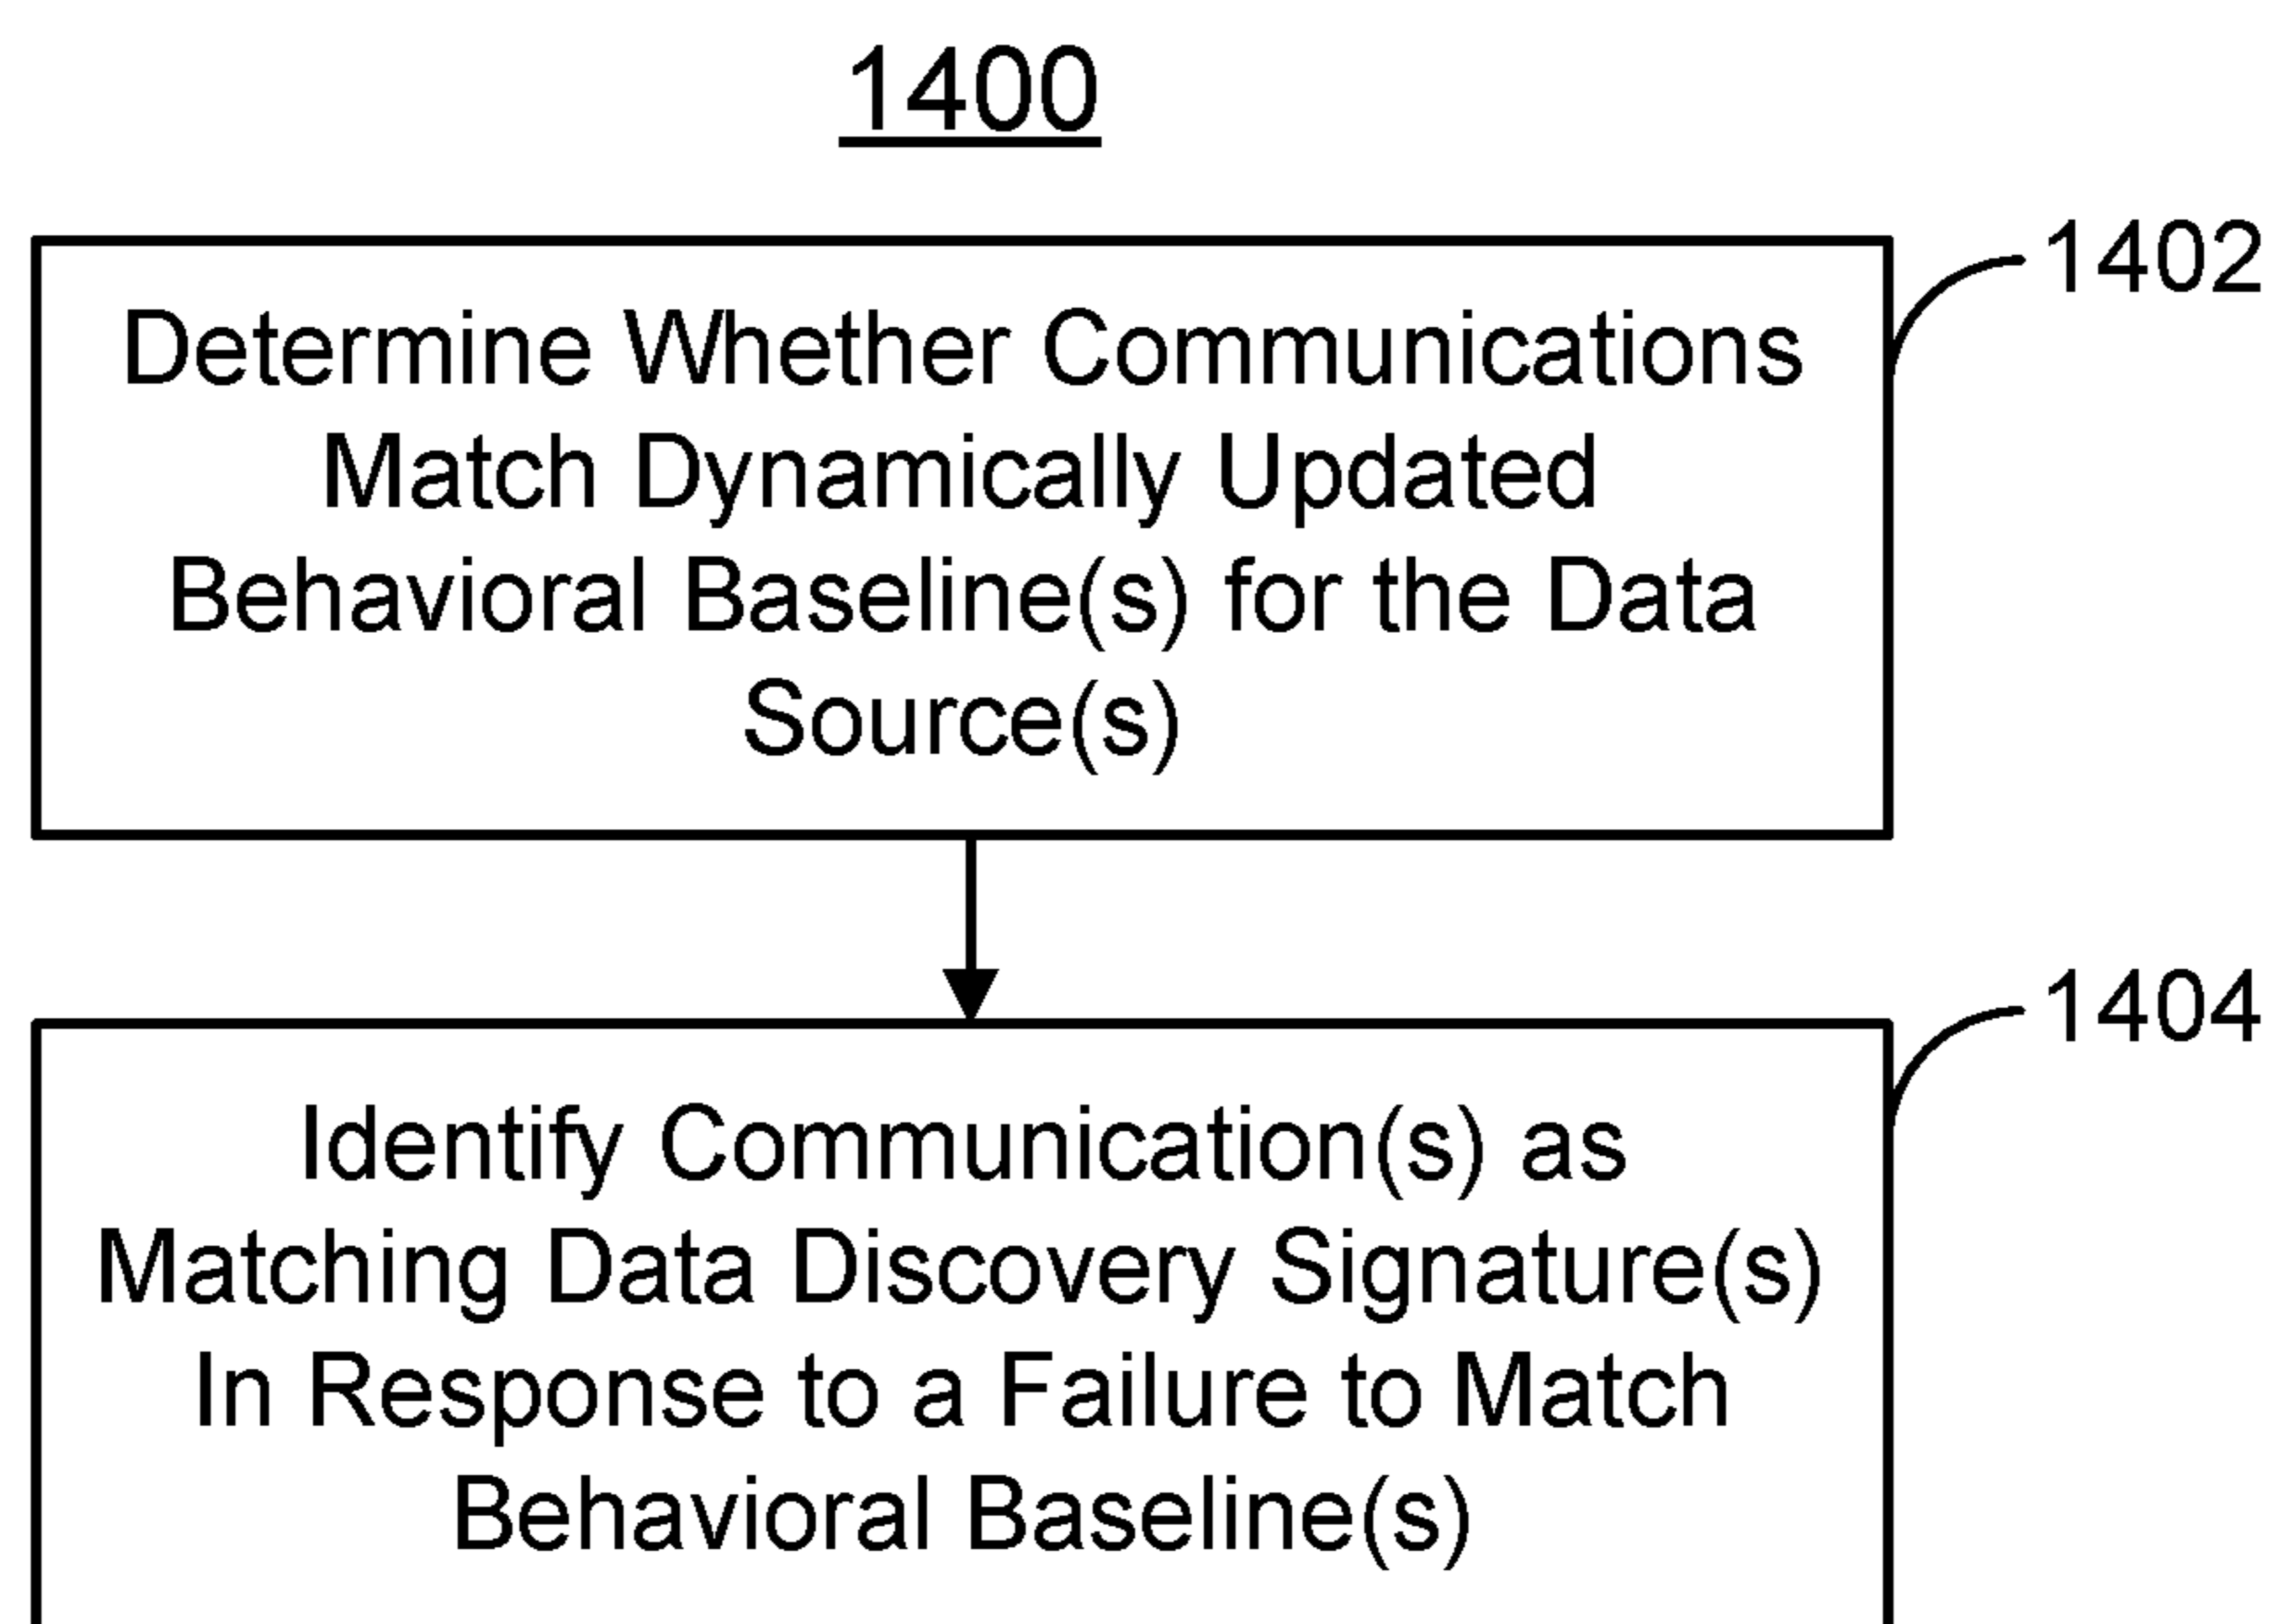 1400
1402
Determine Whether Communications
Match Dynamically Updated
Behavioral Baseline(s) for the Data
Source(s)
1404
Identify Communication(s) as
Matching Data Discovery Signature(s)
In Response to a Failure to Match
Behavioral Baseline(s)